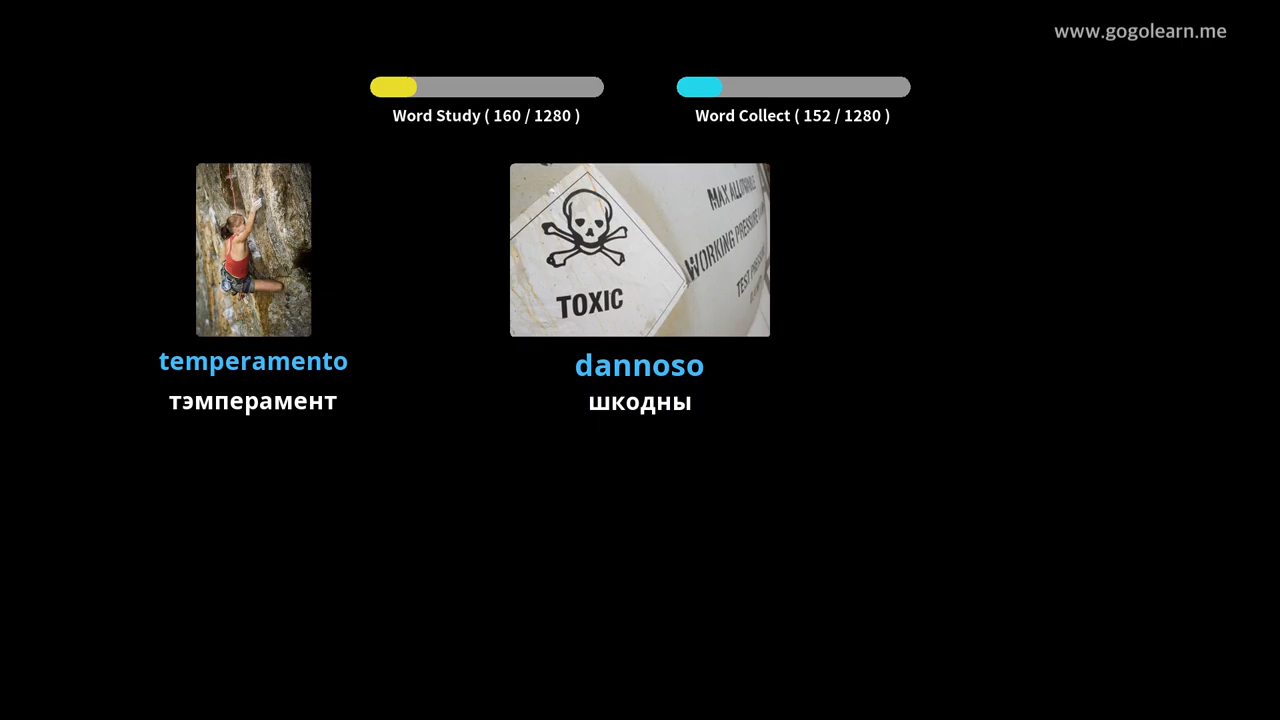 www.gogolearn.me
Word Study ( 160 / 1280 )
Word Collect ( 152 / 1280 )
MAX ALLOWABLE
WORKING PRESSURE
TEST
TOXIC
temperamento
dannoso
тэмперамент
шкодны